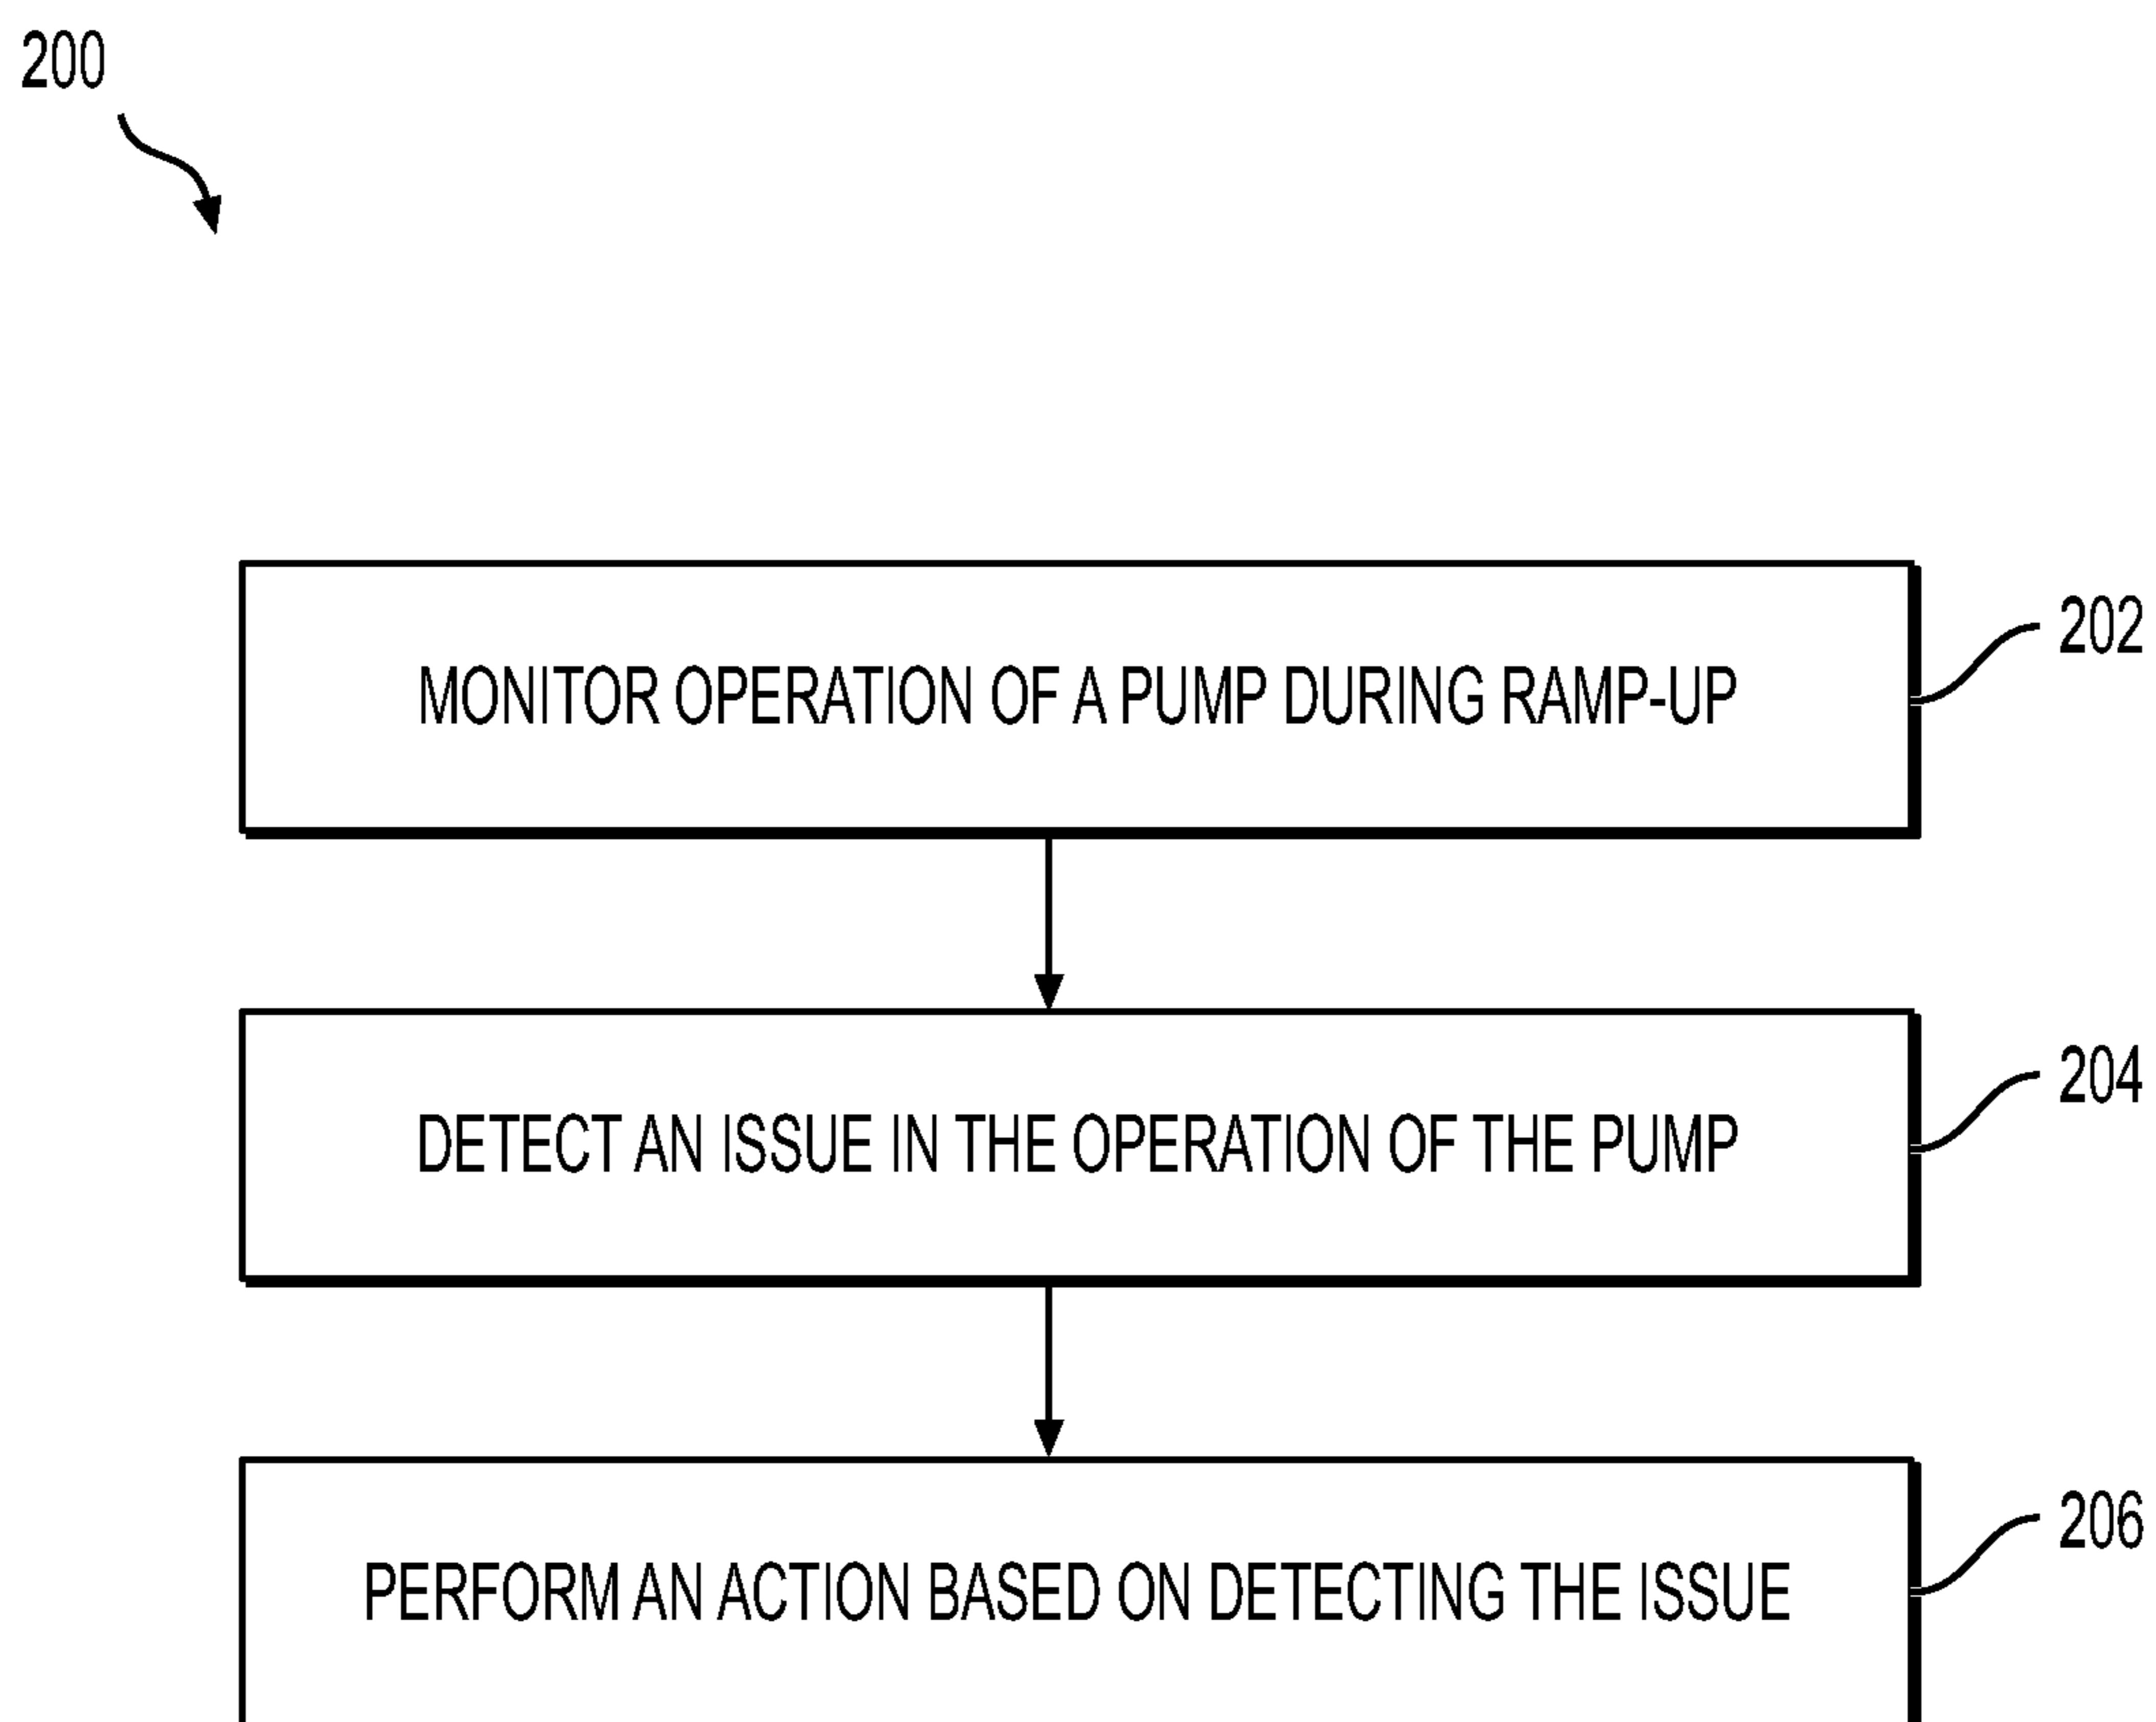 200
MONITOR OPERATION OF A PUMP DURING RAMP-UP
202
DETECT AN ISSUE IN THE OPERATION OF THE PUMP
204
PERFORM AN ACTION BASED ON DETECTING THE ISSUE
206